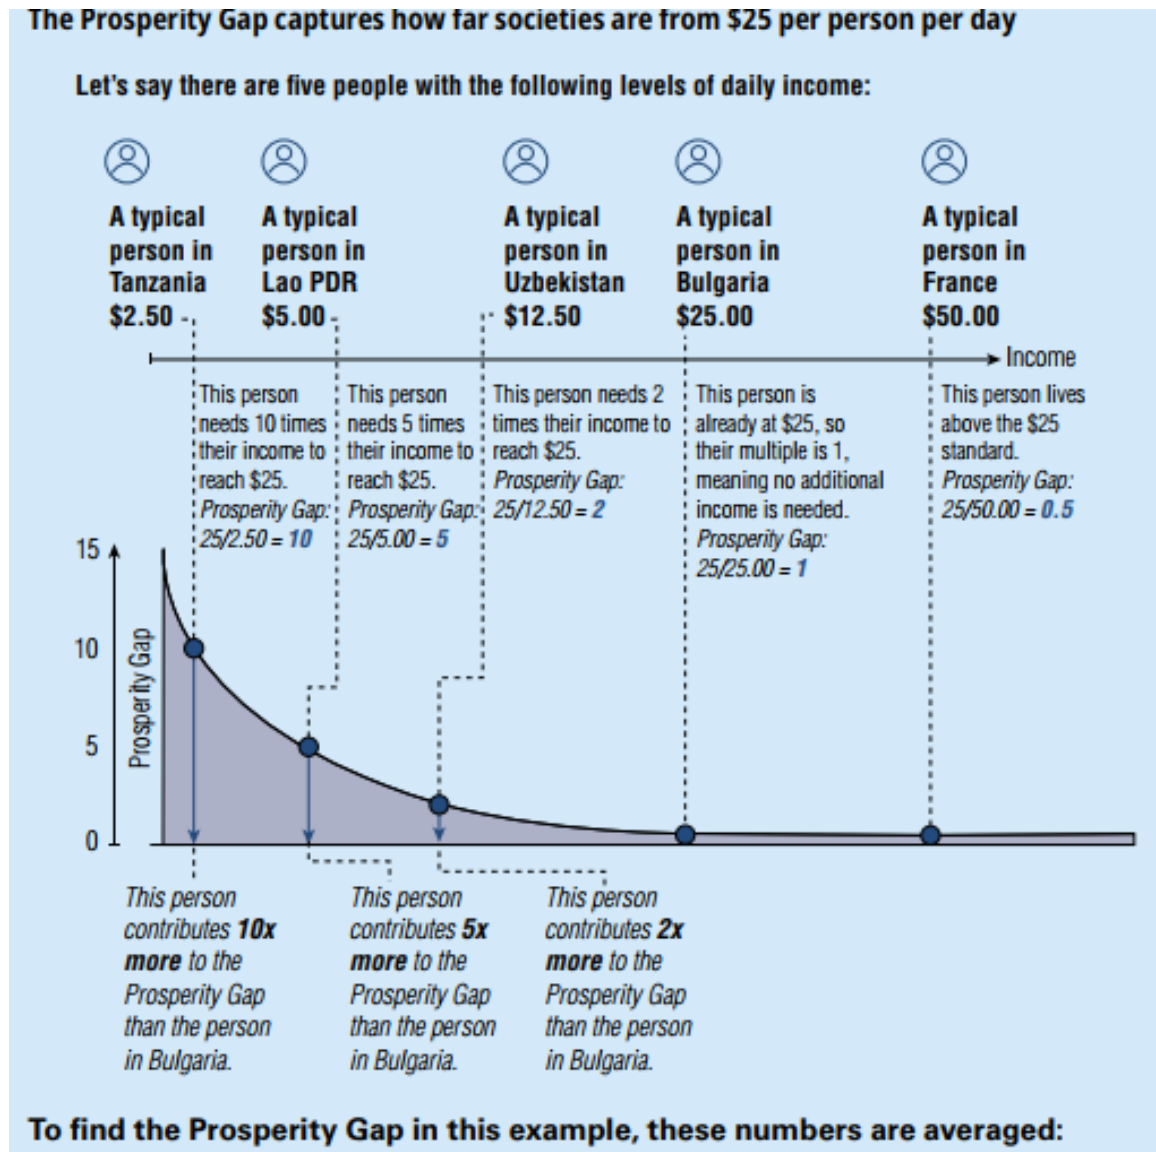 The Prosperity Gap captures how far societies are from $25 per person per day
Let's say there are five people with the following levels of daily income:
A typical
person in
Tanzania
$2.50
A typical
person in
Lao PDR
$5.00
A typical
person in
Uzbekistan
$12.50
A typical
person in
Bulgaria
$25.00
A typical
person in
France
$50.00
Income
This person
needs 10 times
their income to
reach $25.
Prosperity Gap:
25/2.50 = 10
This person
needs 5 times
their income to
reach $25.
Prosperity Gap:
25/5.00 = 5
This person needs 2
times their income to
reach $25.
Prosperity Gap:
25/12.50 = 2
This person is
already at $25, so
their multiple is 1,
meaning no additional
income is needed.
Prosperity Gap:
25/25.00 = 1
This person lives
above the $25
standard.
Prosperity Gap:
25/50.00 = 0.5
15
10
5
0
Prosperity Gap
This person
contributes 10x
more to the
Prosperity Gap
than the person
in Bulgaria.
This person
contributes 5x
more to the
Prosperity Gap
than the person
in Bulgaria.
This person
contributes 2x
more to the
Prosperity Gap
than the person
in Bulgaria.
To find the Prosperity Gap in this example, these numbers are averaged: